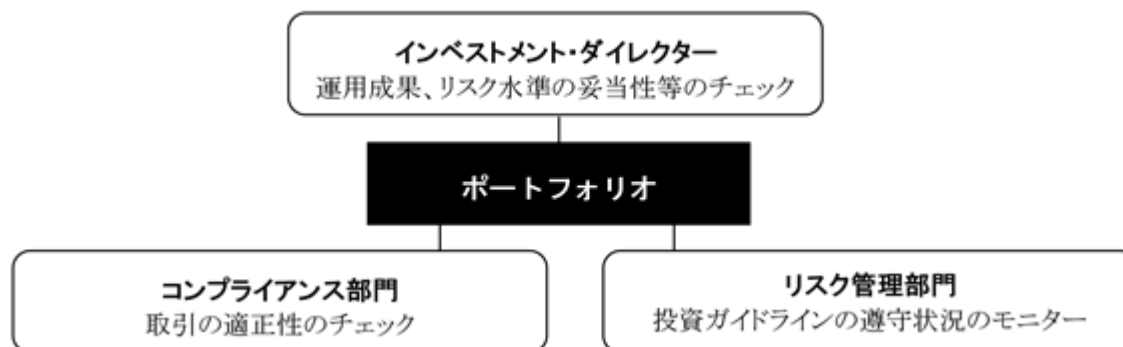 インベストメント・ダイレクター
運用成果、リスク水準の妥当性等のチェック
ポートフォリオ
コンプライアンス部門
取引の適正性のチェック
リスク管理部門
投資ガイドラインの遵守状況のモニター